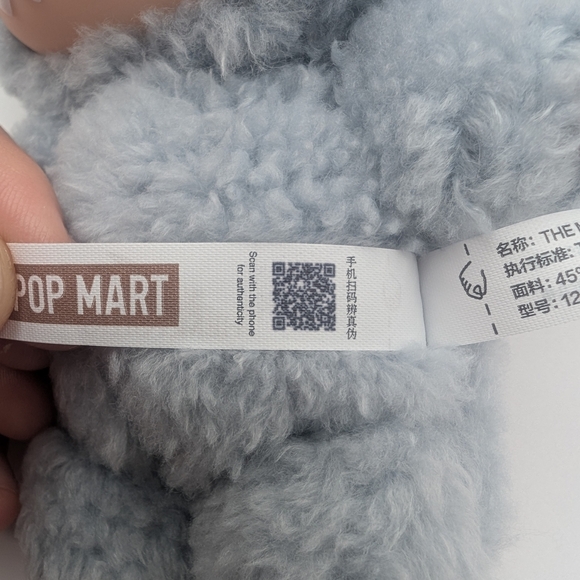 POP MART
Scan with the phone
for authenticity
手机扫码辨真伪
名称：THE
执行标准：
面料：45
型号：12